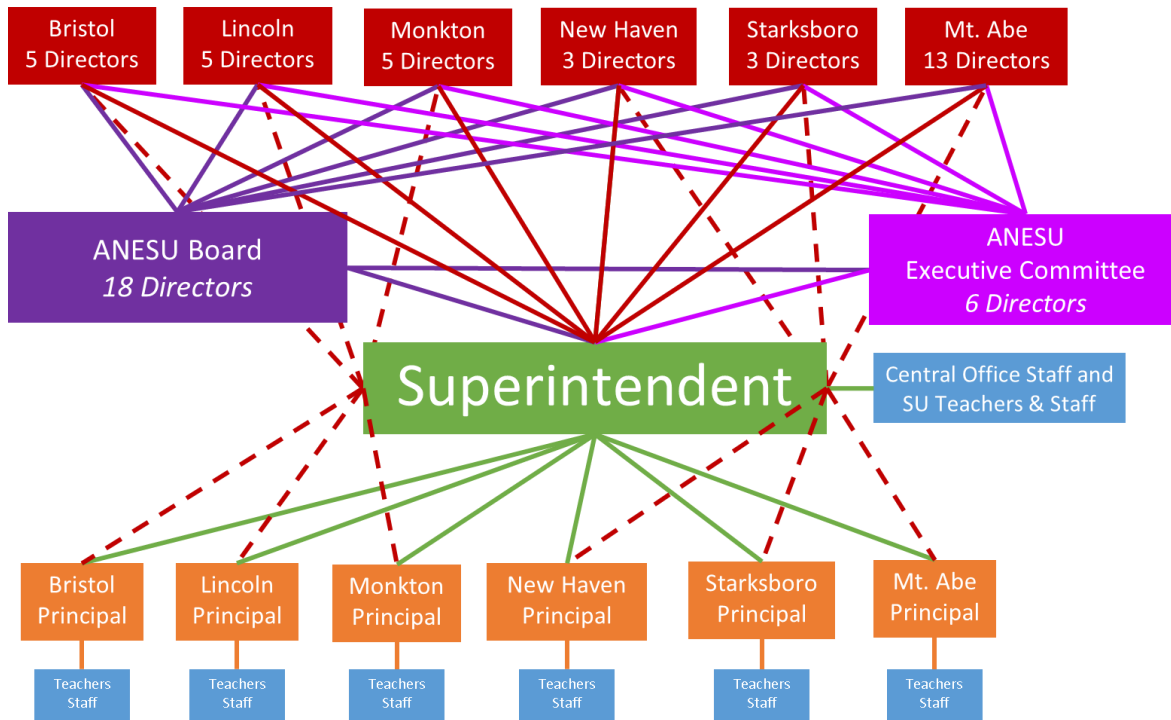 Bristol
5 Directors
Lincoln
5 Directors
Monkton
5 Directors
New Haven
3 Directors
Starksboro
3 Directors
Mt. Abe
13 Directors
ANESU Board
18 Directors
ANESU
Executive Committee
6 Directors
Superintendent
Central Office Staff and
SU Teachers & Staff
Bristol
Principal
Lincoln
Principal
Monkton
Principal
New Haven
Principal
Starksboro
Principal
Mt. Abe
Principal
Teachers
Staff
Teachers
Staff
Teachers
Staff
Teachers
Staff
Teachers
Staff
Teachers
Staff